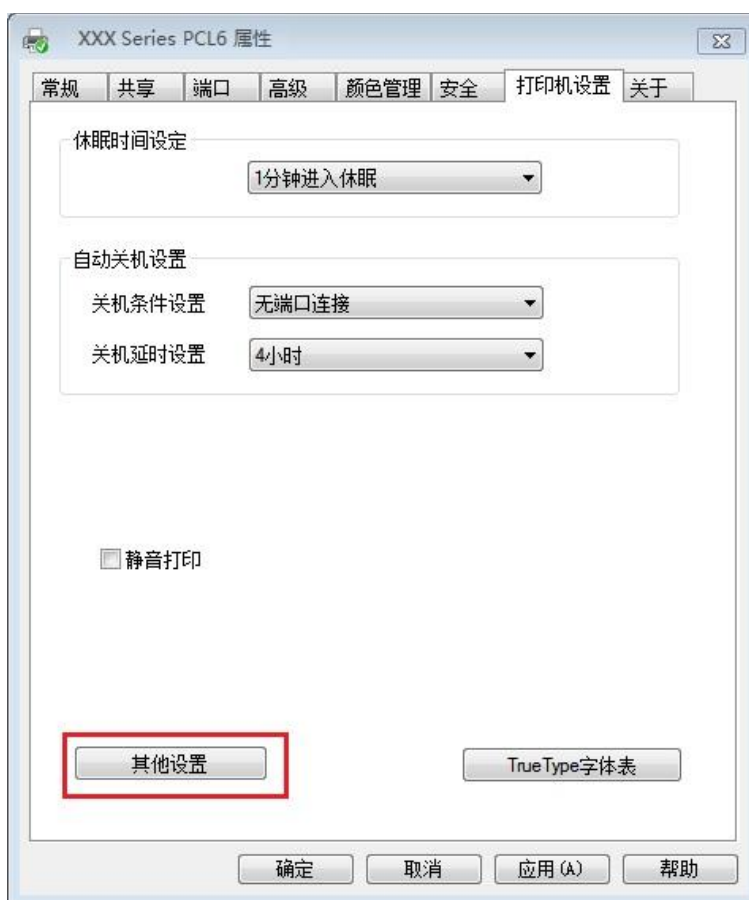 XXX Series PCL6 属性
常规 共享 端口 高级 颜色管理 安全 打印机设置 关于
休眠时间设定
1分钟进入休眠
自动关机设置
关机条件设置 无端口连接
关机延时设置 4小时
静音打印
其他设置 TrueType字体表
确定 取消 应用(A) 帮助